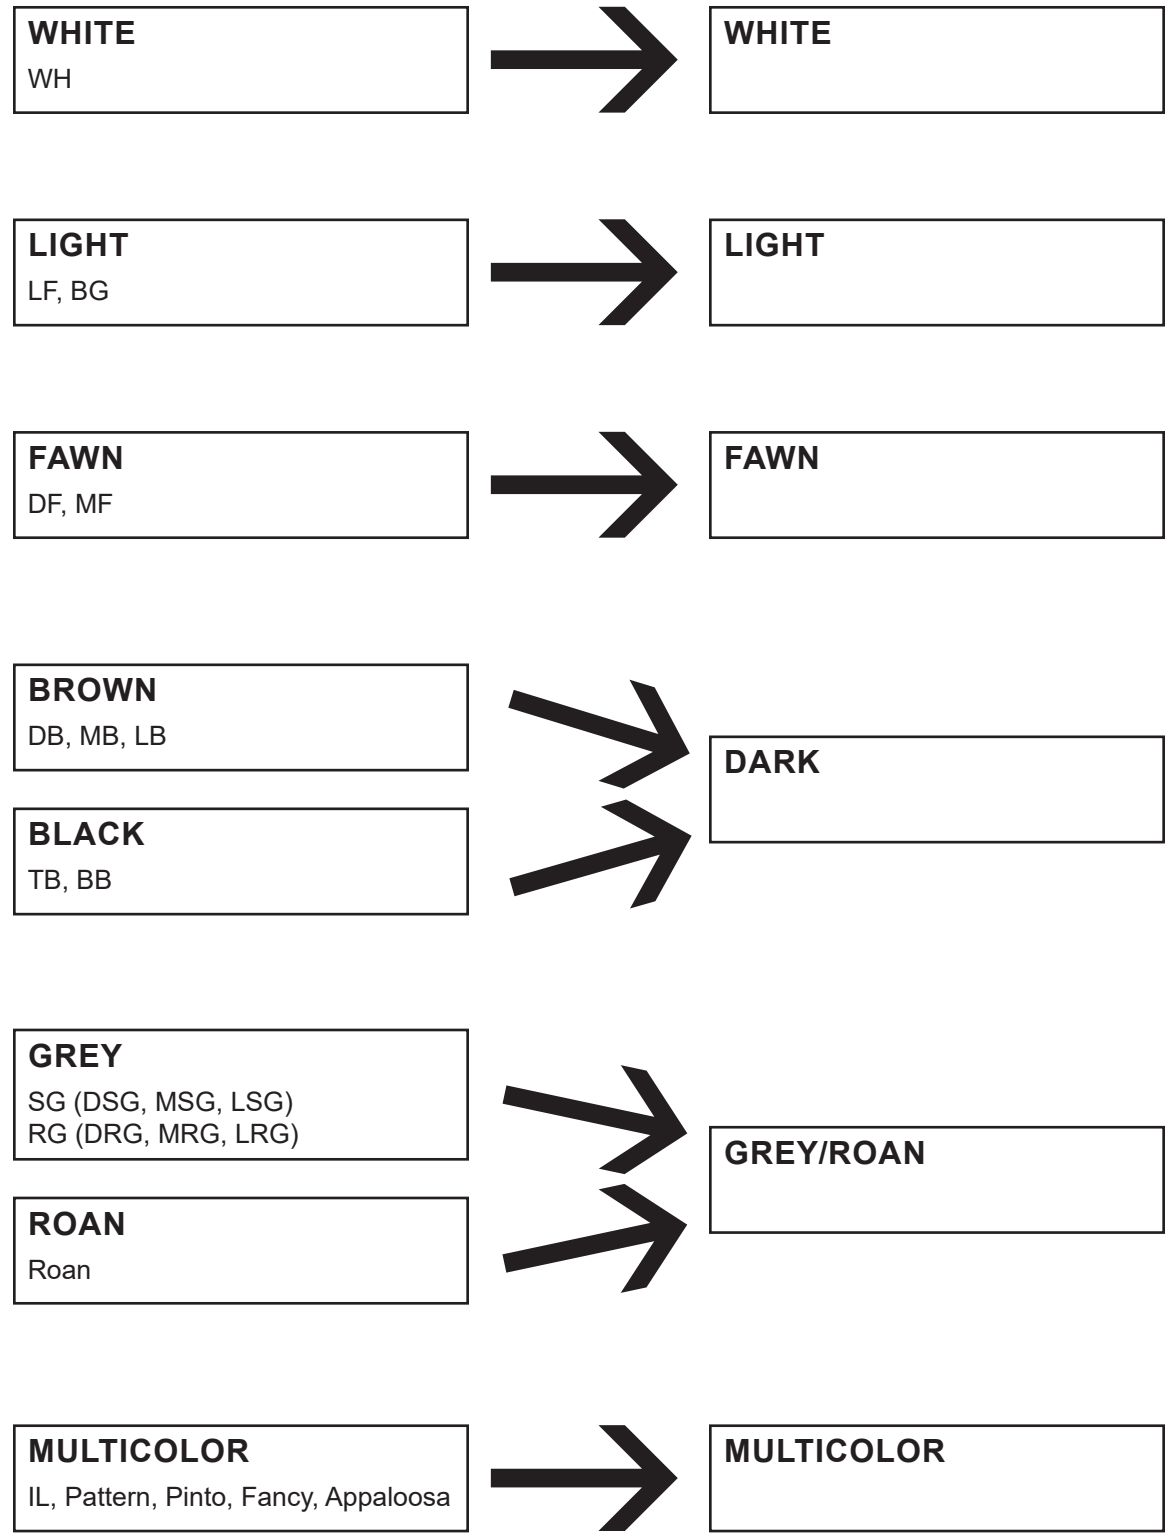 WHITE
WH
WHITE
LIGHT
LF, BG
LIGHT
FAWN
DF, MF
FAWN
BROWN
DB, MB, LB
BLACK
TB, BB
DARK
GREY
SG (DSG, MSG, LSG)
RG (DRG, MRG, LRG)
ROAN
Roan
GREY/ROAN
MULTICOLOR
IL, Pattern, Pinto, Fancy, Appaloosa
MULTICOLOR